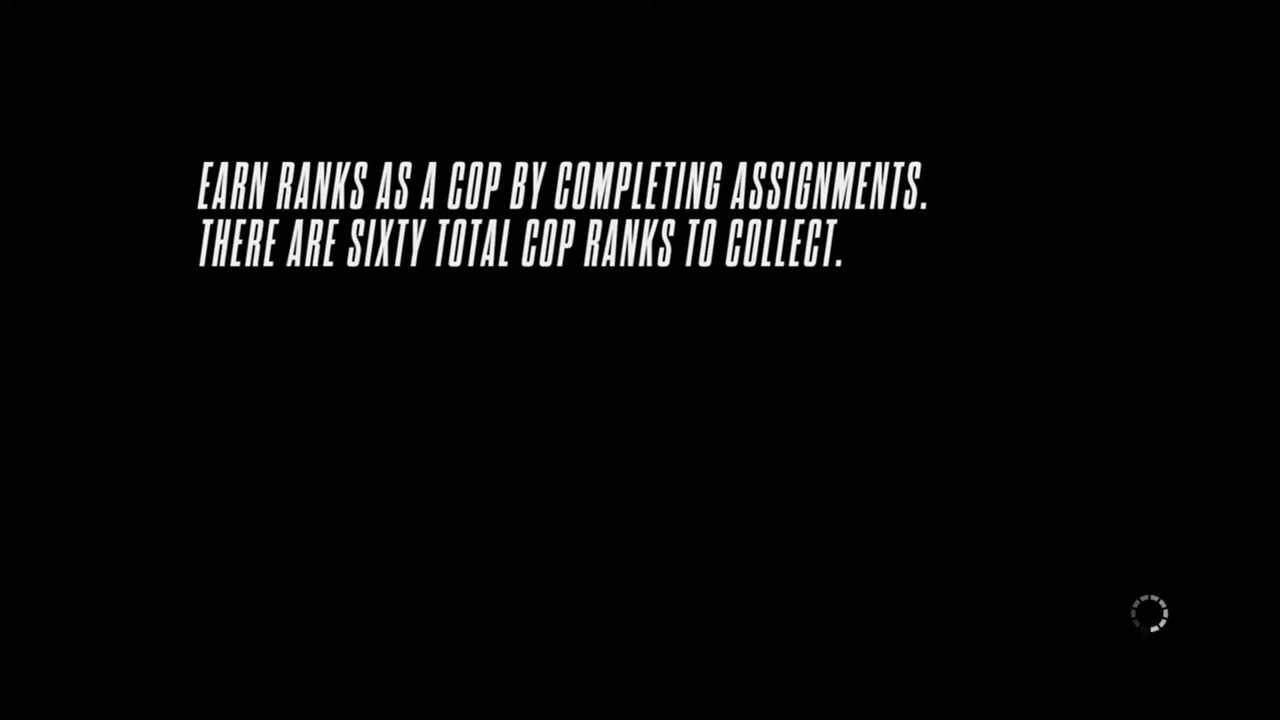 EARN RANKS AS A COP BY COMPLETING ASSIGNMENTS.
THERE ARE SIXTY TOTAL COP RANKS TO COLLECT.